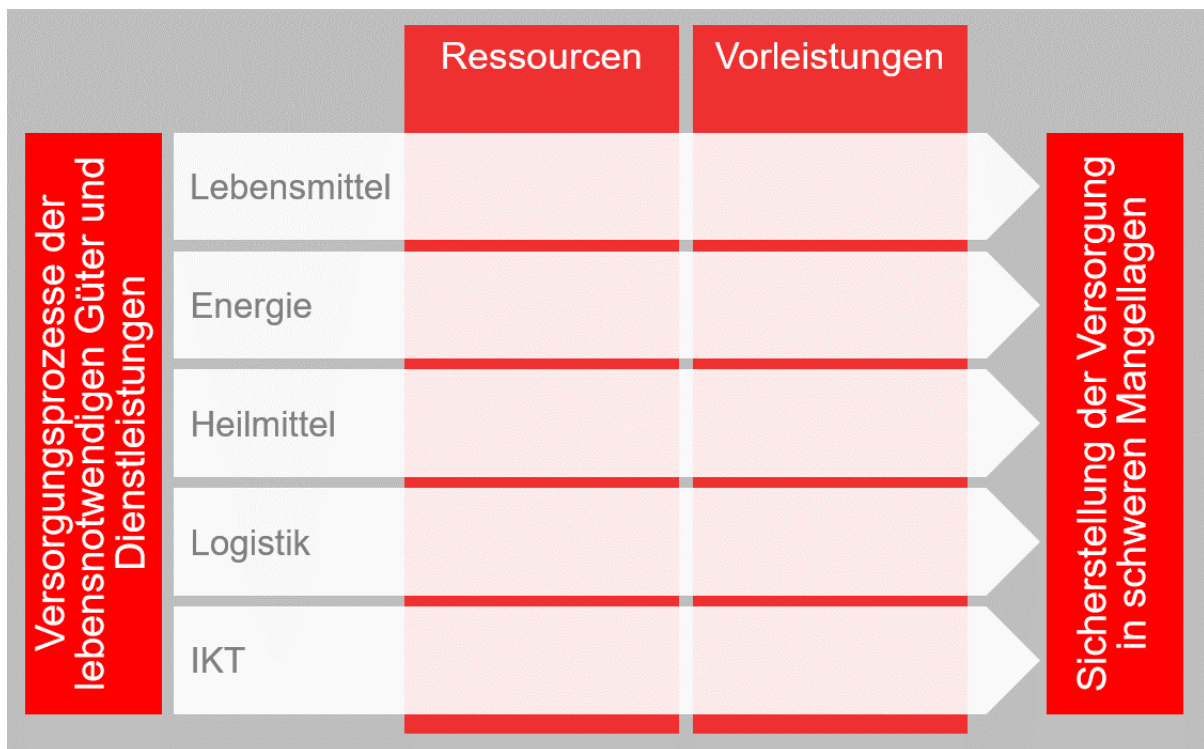 Ressourcen
Vorleistungen
Versorgungsprozesse der
lebensnotwendigen Güter und
Dienstleistungen
Lebensmittel
Energie
Heilmittel
Logistik
IKT
Sicherstellung der Versorgung
in schweren Mangellagen